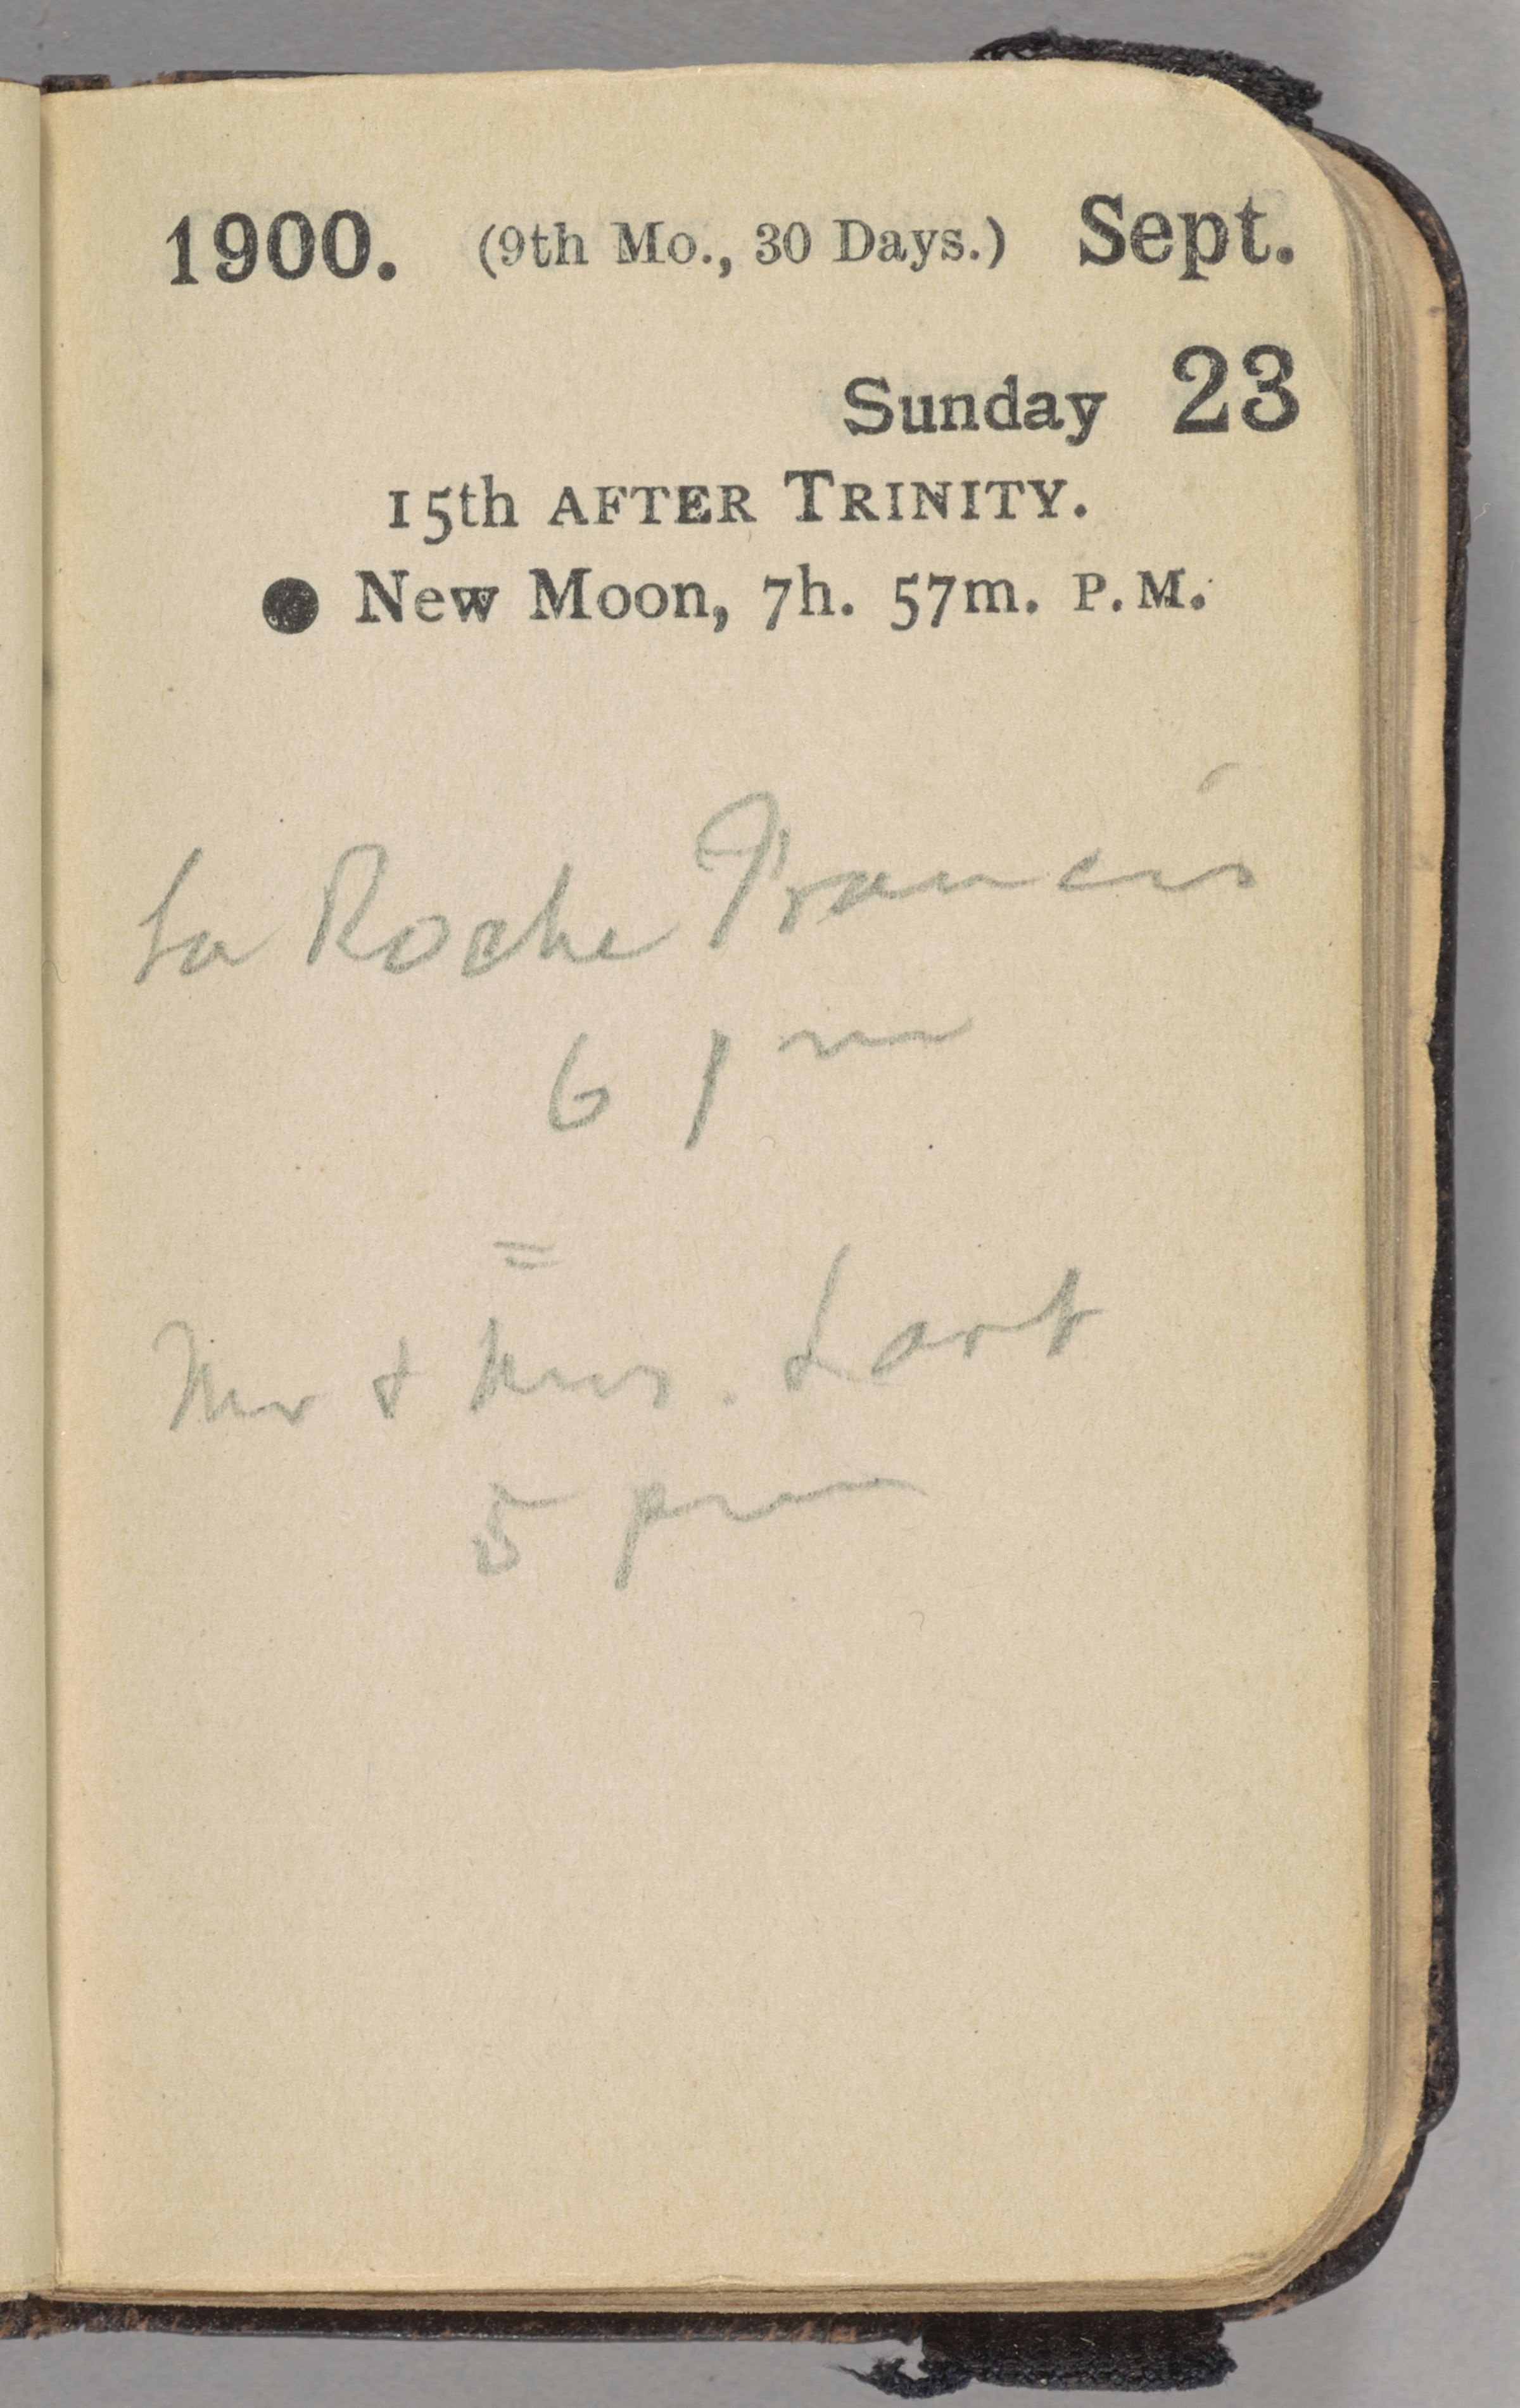 1900. (9th Mo., 30 Days.) Sept.
Sunday 23
15th AFTER TRINITY.
● New Moon, 7h. 57m. P.M.
La Roche Francis
6 pm
=
Mr & Mrs. Lart
5 pm